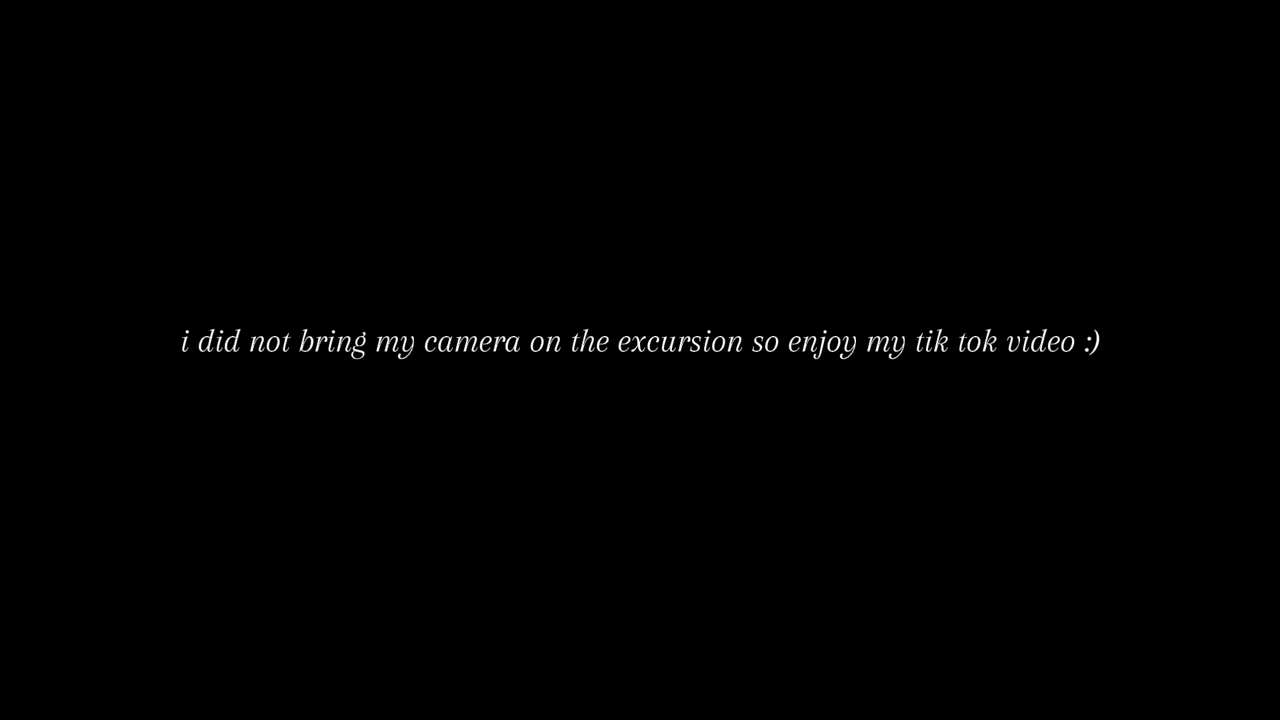 i did not bring my camera on the excursion so enjoy my tik tok video :)